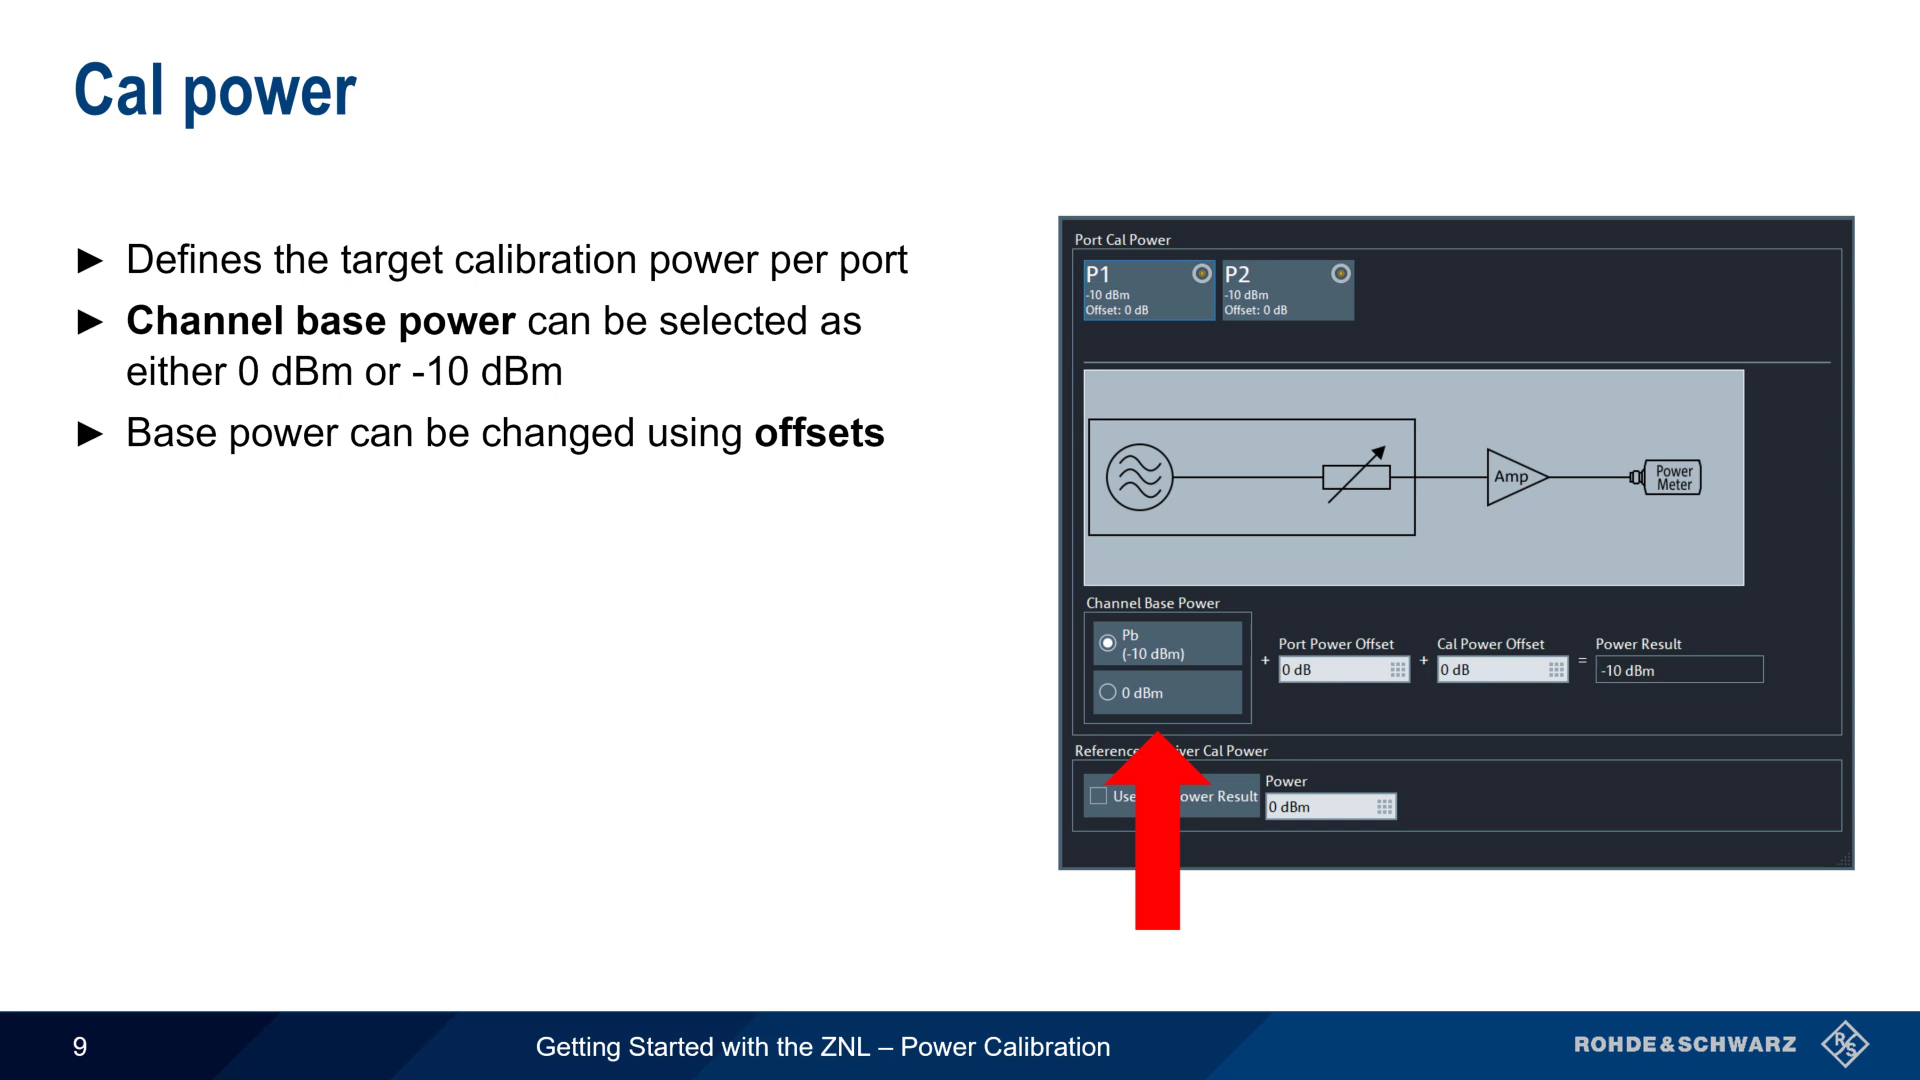 Cal power
► Defines the target calibration power per port
► Channel base power can be selected as
either 0 dBm or -10 dBm
► Base power can be changed using offsets
Port Cal Power
P1
-10 dBm
Offset: 0 dB
P2
-10 dBm
Offset: 0 dB
Amp
Power
Meter
Channel Base Power
Pb
(-10 dBm)
0 dBm
+
Port Power Offset
0 dB
+
Cal Power Offset
0 dB
=
Power Result
-10 dBm
Reference iver Cal Power
Use ower Result
Power
0 dBm
9
Getting Started with the ZNL – Power Calibration
ROHDE&SCHWARZ
R&S